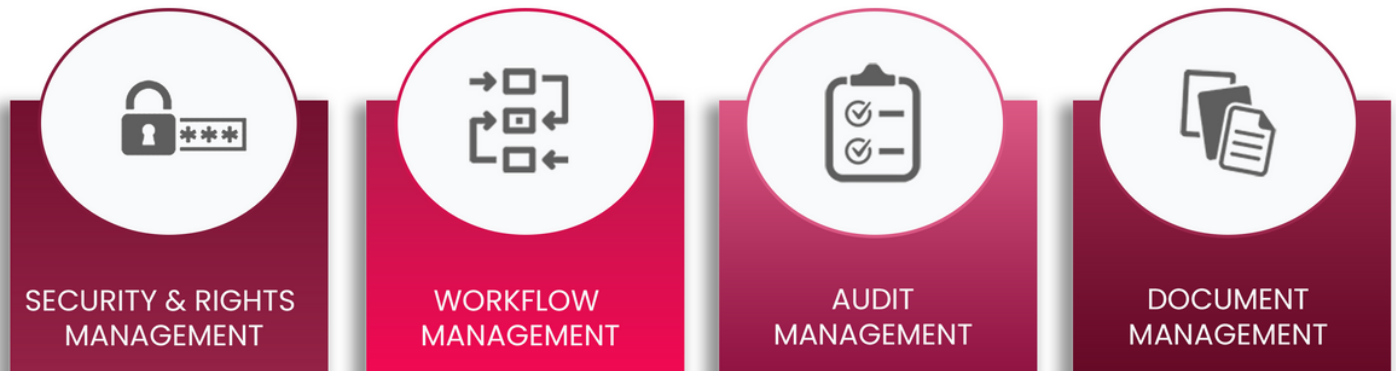 SECURITY & RIGHTS
MANAGEMENT
WORKFLOW
MANAGEMENT
AUDIT
MANAGEMENT
DOCUMENT
MANAGEMENT